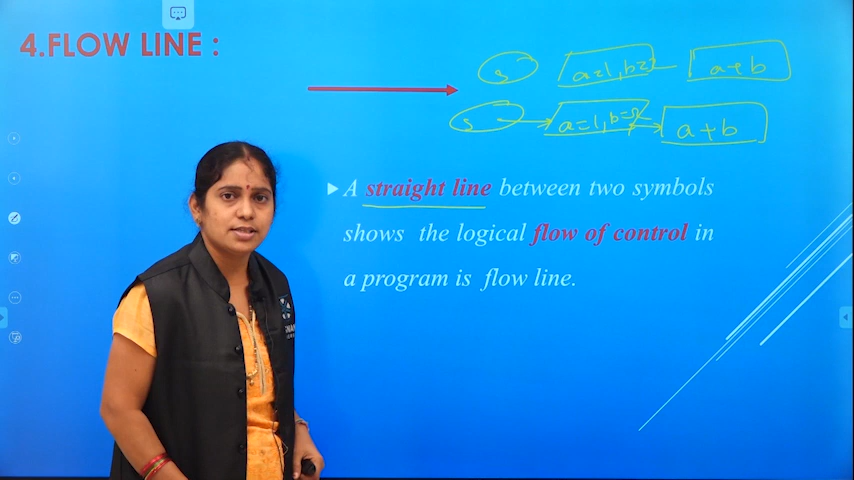 4.FLOW LINE :
s a=1, b=2 a+b
s a=1, b=2 a+b
A straight line between two symbols
shows the logical flow of control in
a program is flow line.